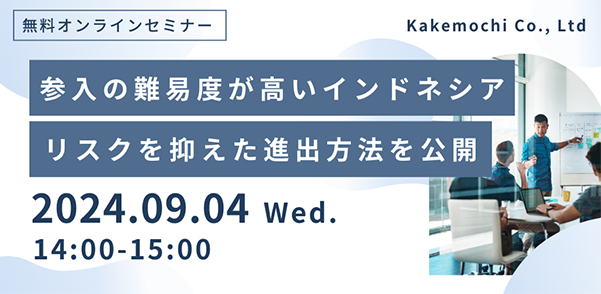 無料オンラインセミナー
Kakemochi Co., Ltd
参入の難易度が高いインドネシア
リスクを抑えた進出方法を公開
2024.09.04 Wed.
14:00-15:00